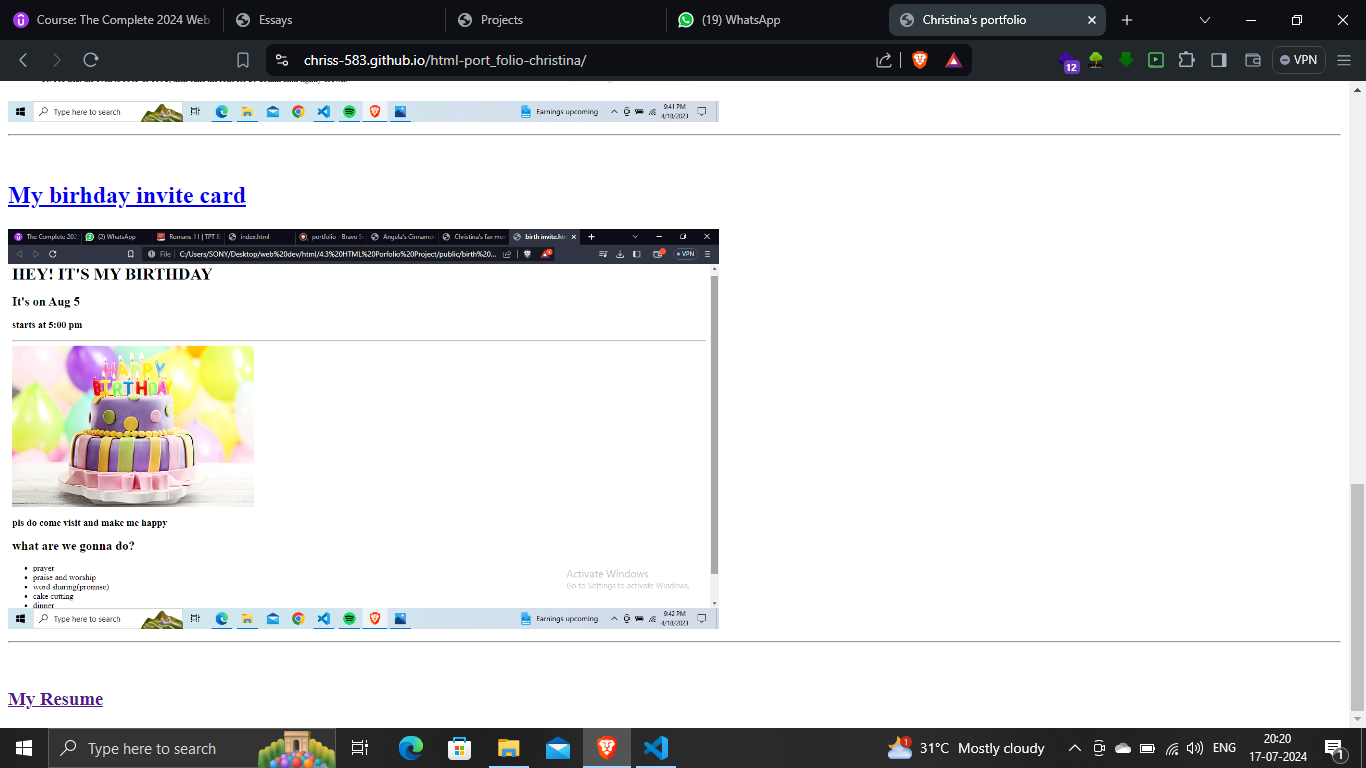 Course: The Complete 2024 Web
Essays
Projects
(19) WhatsApp
Christina's portfolio
chriss-583.github.io/html-port_folio-christina/
12
VPN
Type here to search
Earnings upcoming
9:41 PM
4/18/2023
My birhday invite card
The Complete 202
(2) WhatsApp
Romans 11 | TPT B
index.html
portfolio - Brave S
Angela's Cinnamo
Christina's fav mo
birth invite.ht
File
C:/Users/SONY/Desktop/web%20dev/html/4.3%20HTML%20Porfolio%20Project/public/birth%20...
VPN
HEY! IT'S MY BIRTHDAY
It's on Aug 5
starts at 5:00 pm
HAPPY
BIRTHDAY
pls do come visit and make me happy
what are we gonna do?
prayer
praise and worship
word sharing(promise)
cake cutting
dinner
Activate Windows
Go to Settings to activate Windows.
Type here to search
Earnings upcoming
9:42 PM
4/18/2023
My Resume
Type here to search
1
31°C Mostly cloudy
ENG
20:20
17-07-2024
1